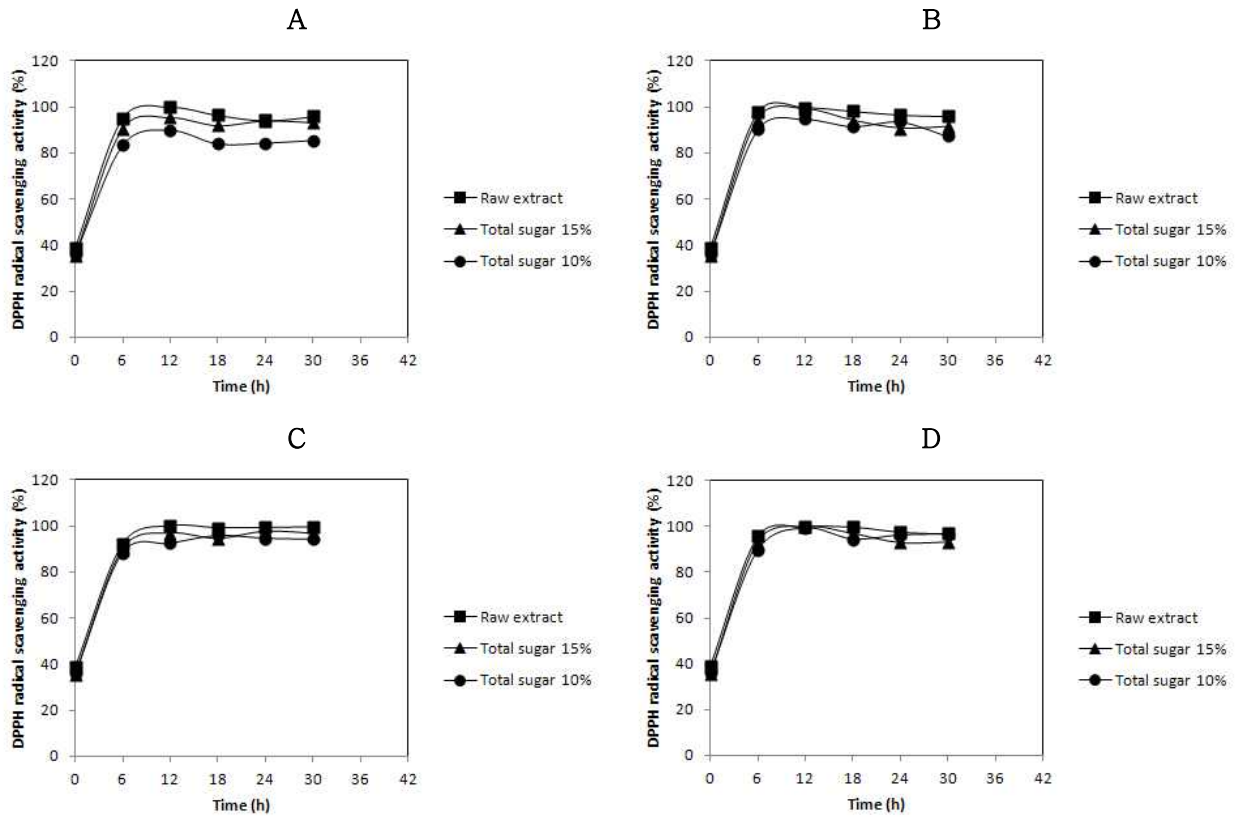 A
DPPH radical scavenging activity (%)
120
100
80
60
40
20
0
0 6 12 18 24 30 36 42
Time (h)
Raw extract
Total sugar 15%
Total sugar 10%
B
DPPH radical scavenging activity (%)
120
100
80
60
40
20
0
0 6 12 18 24 30 36 42
Time (h)
Raw extract
Total sugar 15%
Total sugar 10%
C
DPPH radical scavenging activity (%)
120
100
80
60
40
20
0
0 6 12 18 24 30 36 42
Time (h)
Raw extract
Total sugar 15%
Total sugar 10%
D
DPPH radical scavenging activity (%)
120
100
80
60
40
20
0
0 6 12 18 24 30 36 42
Time (h)
Raw extract
Total sugar 15%
Total sugar 10%